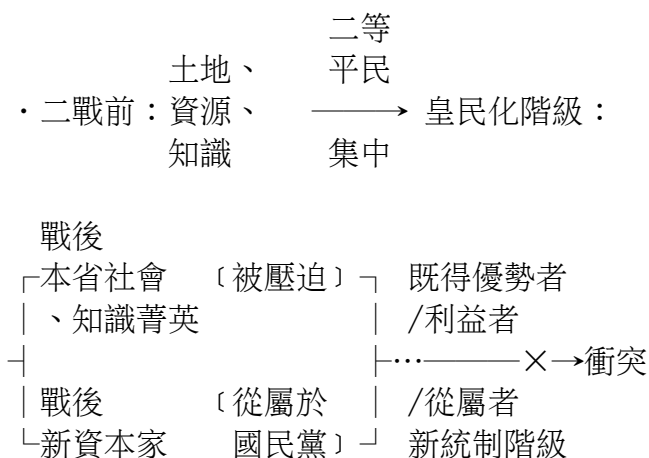 二等
土地、 平民
・二戰前：資源、 ────→ 皇民化階級：
知識 集中
戰後
┌本省社會 〔被壓迫〕┐ 既得優勢者
│、知識菁英 │ /利益者
┤ ├…────×→衝突
│戰後 〔從屬於 │ /從屬者
└新資本家 國民黨〕┘ 新統制階級